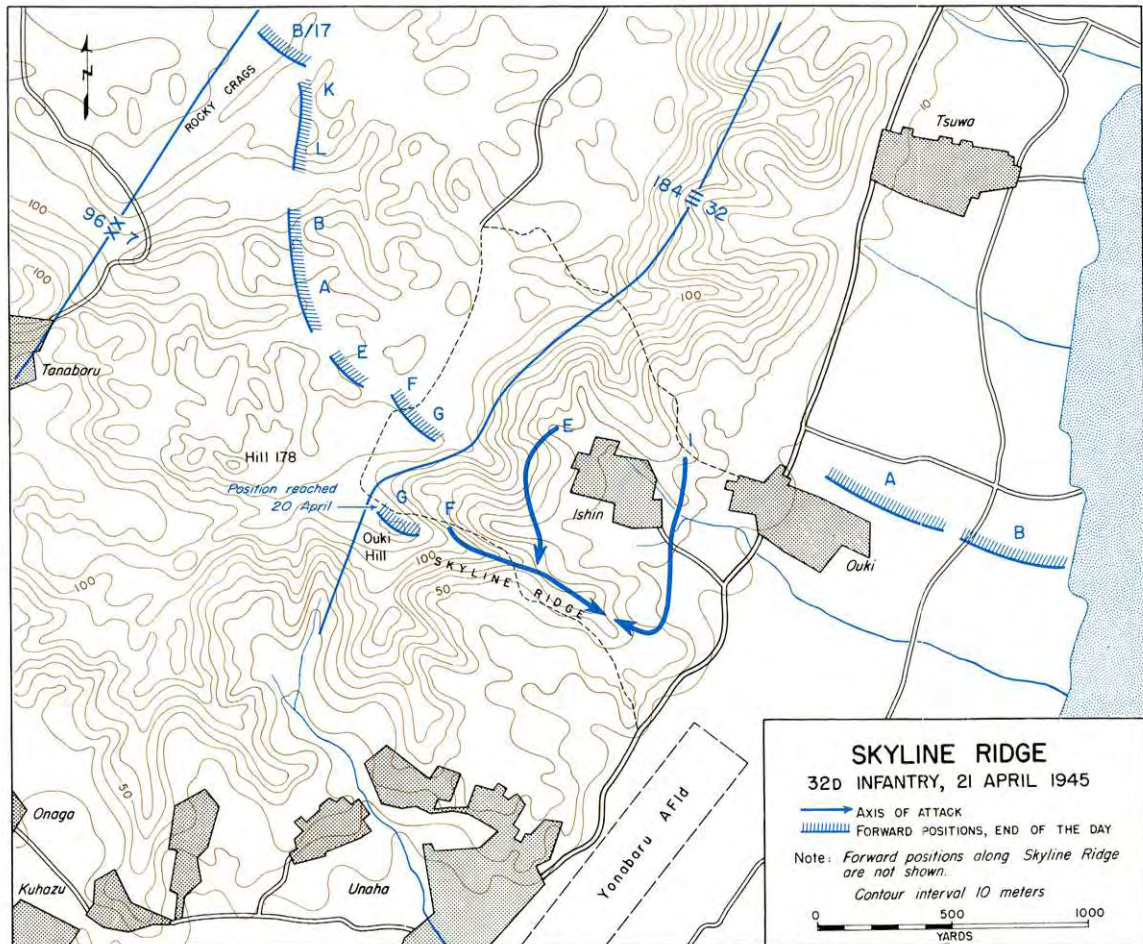 B/17
N
ROCKY CRAGS
K
L
10
Tsuwa
100
184 32
96 XX 7
B
100
A
100
Tanabaru
E
F
G
E
I
Hill 178
Position reached
20 April
G
F
Ishin
A
Ouki
Hill
100
SKYLINE RIDGE
Ouki
B
100
50
50
Onaga
Kuhazu
Unaha
Yonabaru AFld
SKYLINE RIDGE
32D INFANTRY, 21 APRIL 1945
AXIS OF ATTACK
FORWARD POSITIONS, END OF THE DAY
Note: Forward positions along Skyline Ridge
are not shown.
Contour interval 10 meters
0 500 1000
YARDS